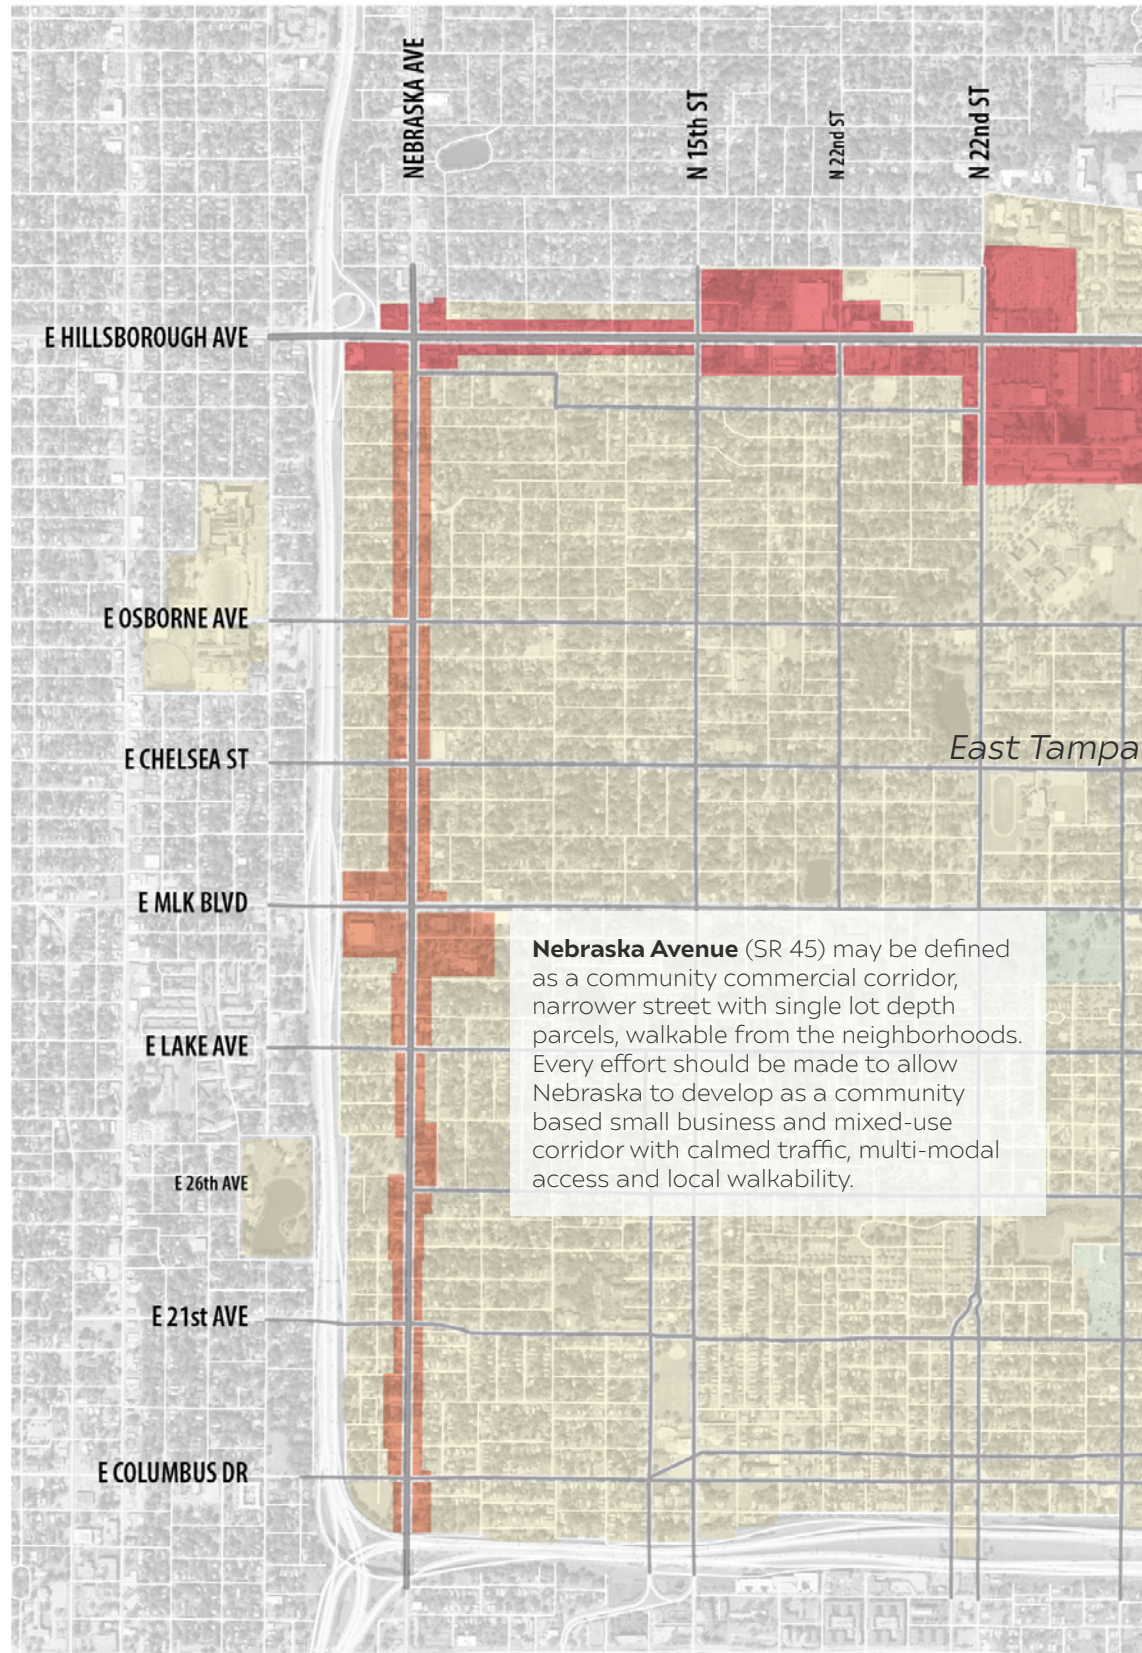 NEBRASKA AVE
N 15th ST
N 22nd ST
N 22nd ST
E HILLSBOROUGH AVE
E OSBORNE AVE
E CHELSEA ST
East Tampa
E MLK BLVD
Nebraska Avenue (SR 45) may be defined
as a community commercial corridor,
narrower street with single lot depth
parcels, walkable from the neighborhoods.
Every effort should be made to allow
Nebraska to develop as a community
based small business and mixed-use
corridor with calmed traffic, multi-modal
access and local walkability.
E LAKE AVE
E 26th AVE
E 21st AVE
E COLUMBUS DR